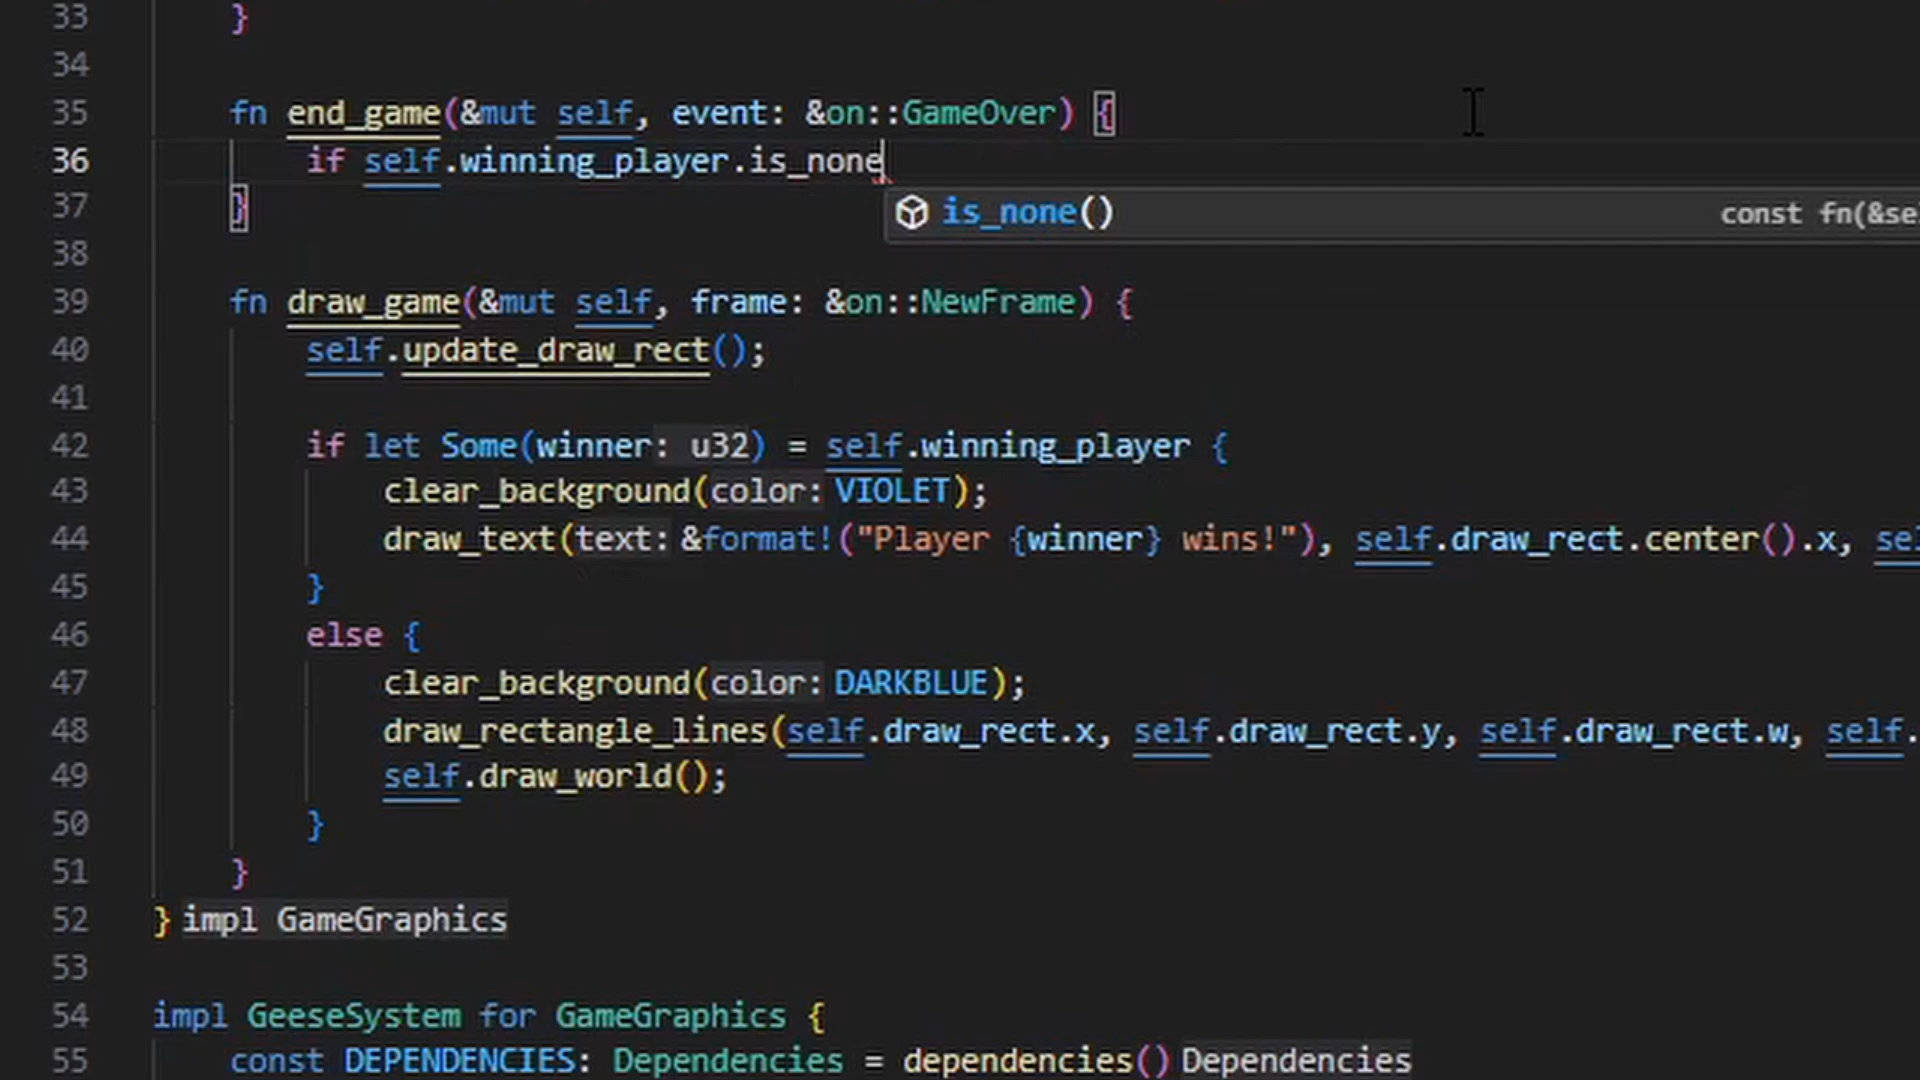 33 }
34
35 fn end_game(&mut self, event: &on::GameOver) {
36 if self.winning_player.is_none
is_none() const fn(&se
37 }
38
39 fn draw_game(&mut self, frame: &on::NewFrame) {
40 self.update_draw_rect();
41
42 if let Some(winner: u32) = self.winning_player {
43 clear_background(color: VIOLET);
44 draw_text(text: &format!("Player {winner} wins!"), self.draw_rect.center().x, se
45 }
46 else {
47 clear_background(color: DARKBLUE);
48 draw_rectangle_lines(self.draw_rect.x, self.draw_rect.y, self.draw_rect.w, self.
49 self.draw_world();
50 }
51 }
52 } impl GameGraphics
53
54 impl GeeseSystem for GameGraphics {
55 const DEPENDENCIES: Dependencies = dependencies() Dependencies